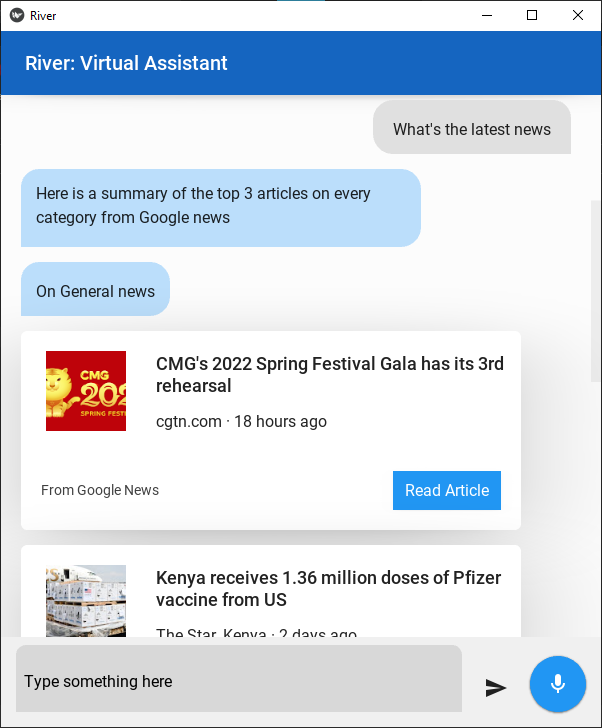 River
River: Virtual Assistant
What's the latest news
Here is a summary of the top 3 articles on every
category from Google news
On General news
CMG
202
SPRING FESTI
CMG's 2022 Spring Festival Gala has its 3rd
rehearsal
cgtn.com · 18 hours ago
From Google News
Read Article
Kenya receives 1.36 million doses of Pfizer
vaccine from US
The Star, Kenya · 2 days ago
Type something here